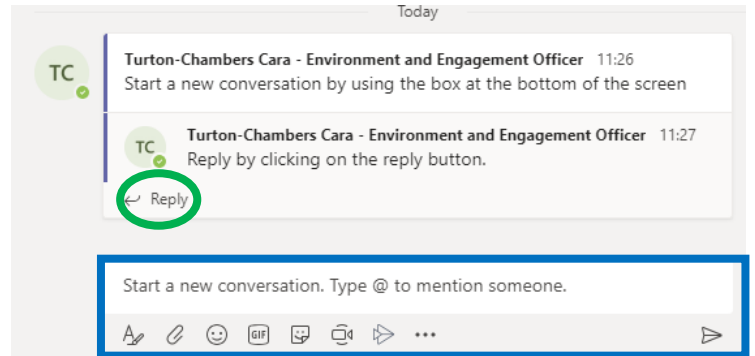 Today
TC
Turton-Chambers Cara - Environment and Engagement Officer 11:26
Start a new conversation by using the box at the bottom of the screen
TC
Turton-Chambers Cara - Environment and Engagement Officer 11:27
Reply by clicking on the reply button.
Reply
Start a new conversation. Type @ to mention someone.
GIF